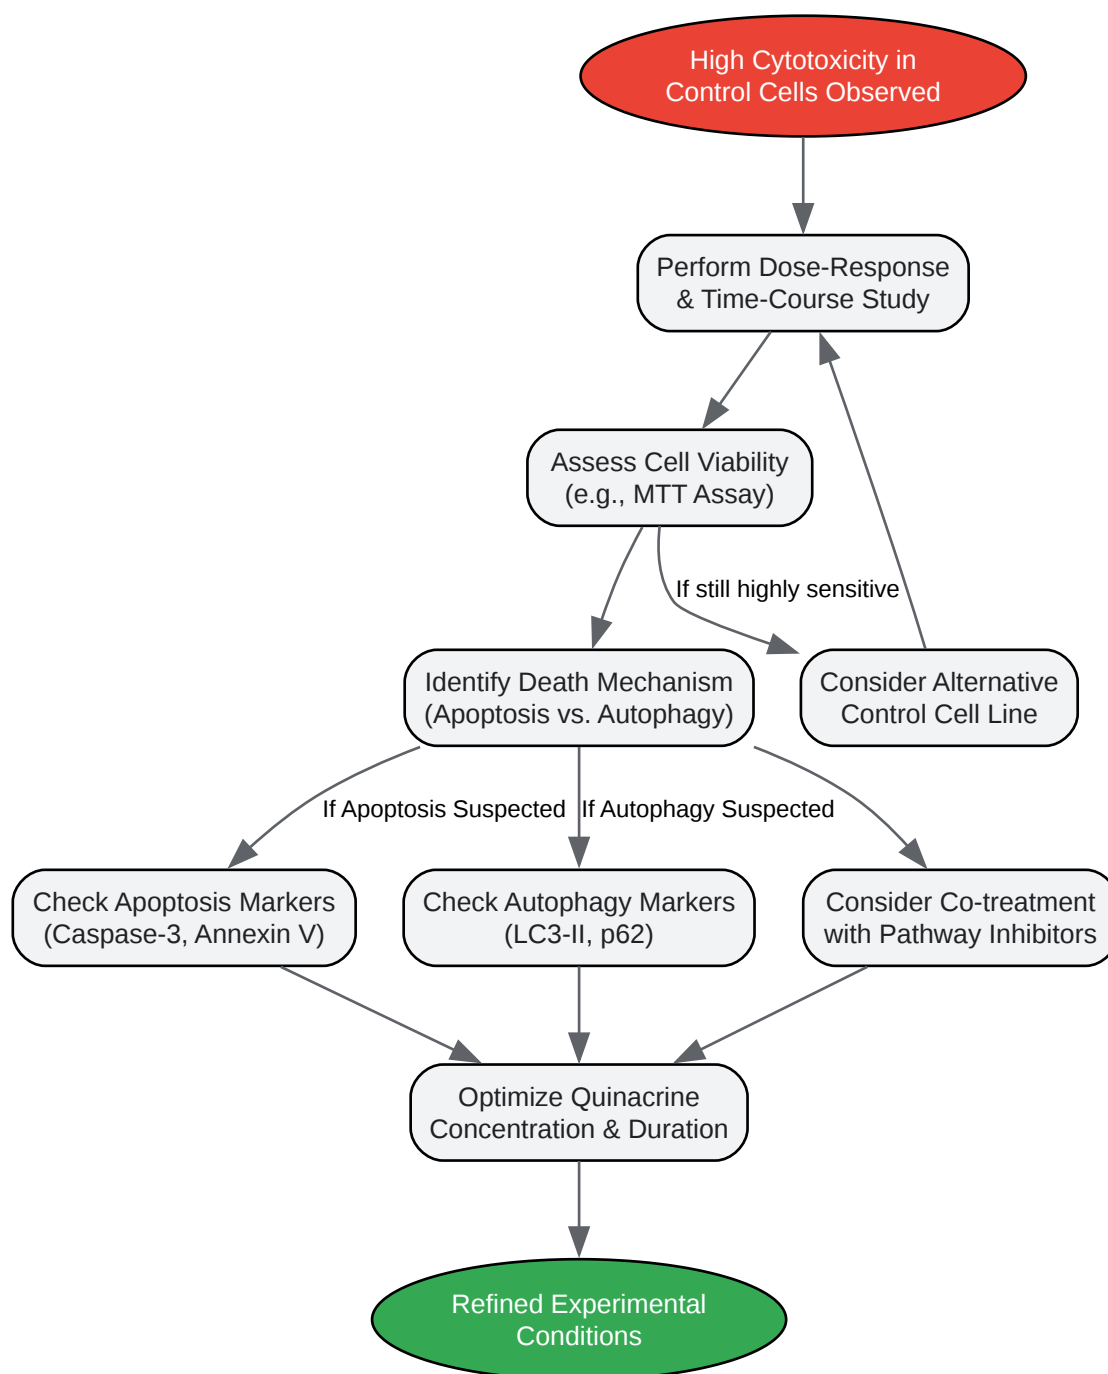 High Cytotoxicity in
Control Cells Observed
Perform Dose-Response
& Time-Course Study
Assess Cell Viability
(e.g., MTT Assay)
If still highly sensitive
Identify Death Mechanism
(Apoptosis vs. Autophagy)
Consider Alternative
Control Cell Line
If Apoptosis Suspected
If Autophagy Suspected
Check Apoptosis Markers
(Caspase-3, Annexin V)
Check Autophagy Markers
(LC3-II, p62)
Consider Co-treatment
with Pathway Inhibitors
Optimize Quinacrine
Concentration & Duration
Refined Experimental
Conditions